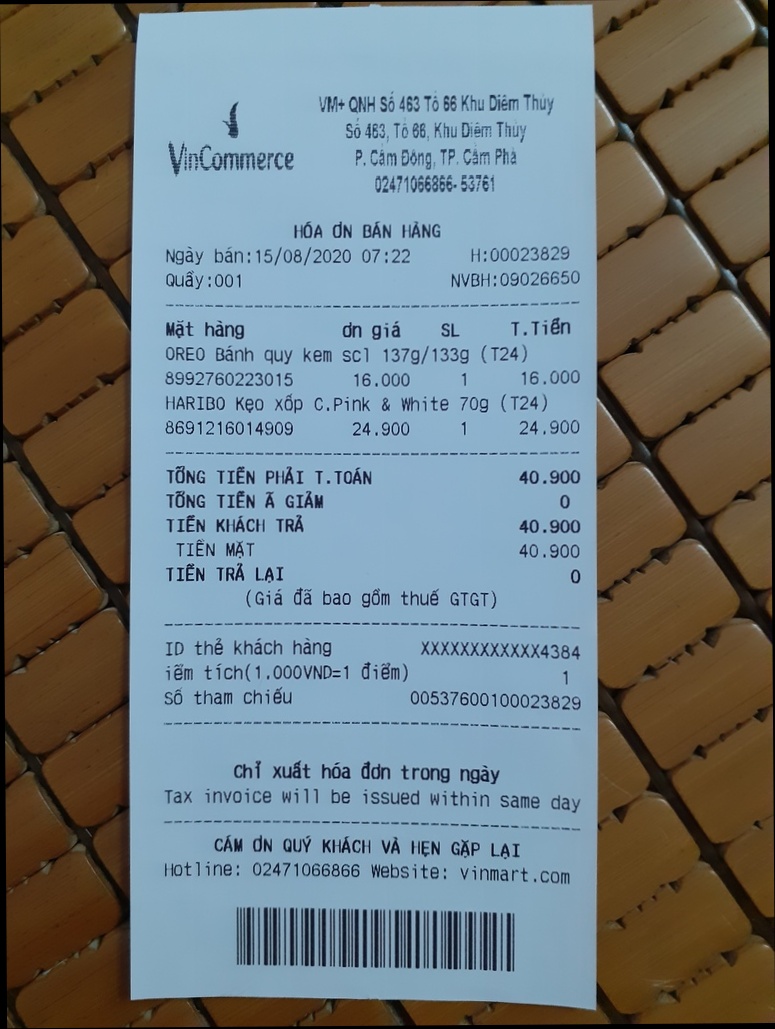 VinCommerce
VM+ QNH Số 463 Tổ 66 Khu Diêm Thủy
Số 463, Tổ 66, Khu Diêm Thủy
P. Cẩm Đông, TP. Cẩm Phả
02471066866- 53761
HÓA ƠN BÁN HÀNG
Ngày bán:15/08/2020 07:22 H:00023829
Quầy:001 NVBH:09026650
Mặt hàng ơn giá SL T.Tiền
OREO Bánh quy kem scl 137g/133g (T24)
8992760223015 16.000 1 16.000
HARIBO Kẹo xốp C.Pink & White 70g (T24)
8691216014909 24.900 1 24.900
TỔNG TIỀN PHẢI T.TOÁN 40.900
TỔNG TIỀN Ã GIẢM 0
TIỀN KHÁCH TRẢ 40.900
TIỀN MẶT 40.900
TIỀN TRẢ LẠI 0
(Giá đã bao gồm thuế GTGT)
ID thẻ khách hàng XXXXXXXXXXXX4384
iểm tích(1.000VND=1 điểm) 1
Số tham chiếu 00537600100023829
Chỉ xuất hóa đơn trong ngày
Tax invoice will be issued within same day
CẢM ƠN QUÝ KHÁCH VÀ HẸN GẶP LẠI
Hotline: 02471066866 Website: vinmart.com